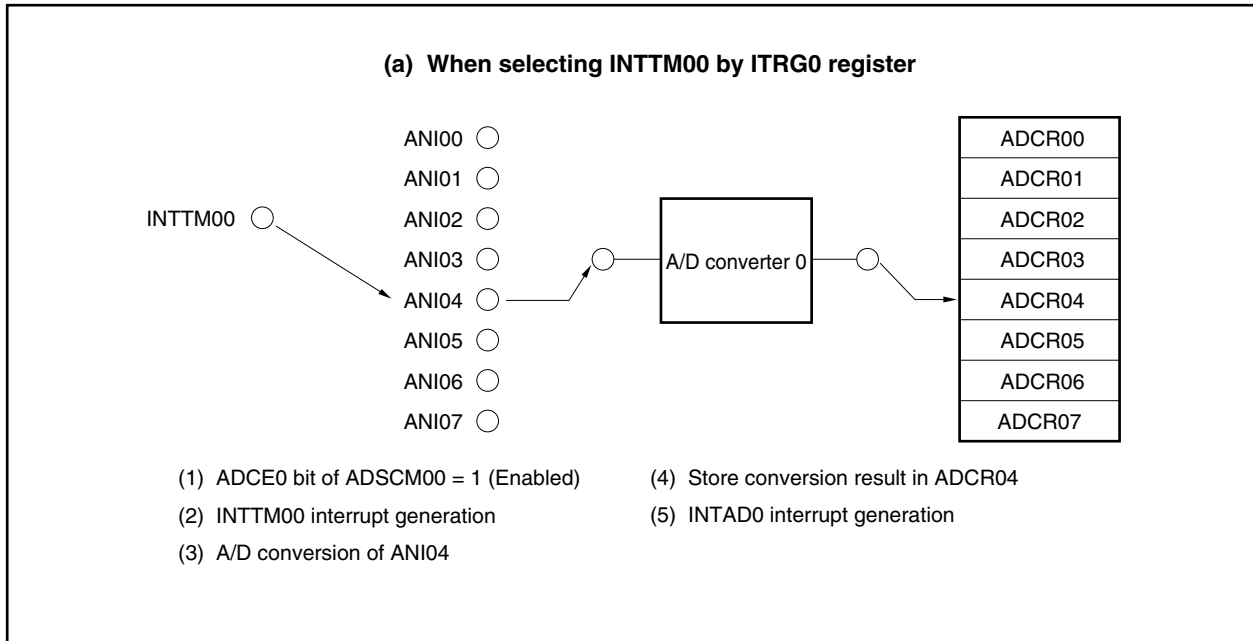 (a) When selecting INTTM00 by ITRG0 register
INTTM00
ANI00
ANI01
ANI02
ANI03
ANI04
ANI05
ANI06
ANI07
A/D converter 0
ADCR00
ADCR01
ADCR02
ADCR03
ADCR04
ADCR05
ADCR06
ADCR07
(1) ADCE0 bit of ADSCM00 = 1 (Enabled)
(2) INTTM00 interrupt generation
(3) A/D conversion of ANI04
(4) Store conversion result in ADCR04
(5) INTAD0 interrupt generation